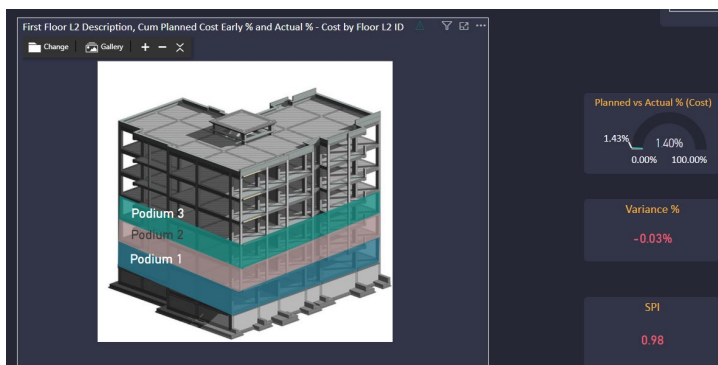 First Floor L2 Description, Cum Planned Cost Early % and Actual % - Cost by Floor L2 ID
Change
Gallery
Podium 3
Podium 2
Podium 1
Planned vs Actual % (Cost)
1.43%
1.40%
0.00%
100.00%
Variance %
-0.03%
SPI
0.98